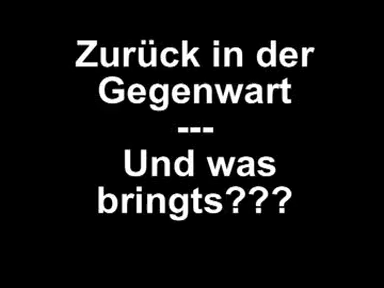 Zurück in der
Gegenwart
---
Und was
bringts???